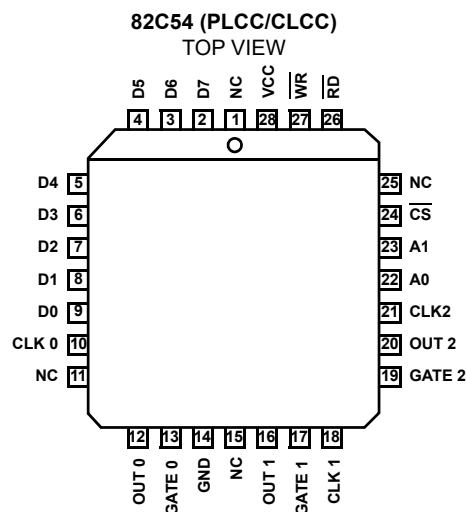 82C54 (PLCC/CLCC)
TOP VIEW
D5 D6 D7 NC VCC WR RD
4 3 2 1 28 27 26
D4 5 25 NC
D3 6 24 CS
D2 7 23 A1
D1 8 22 A0
D0 9 21 CLK2
CLK 0 10 20 OUT 2
NC 11 19 GATE 2
12 13 14 15 16 17 18
OUT 0 GATE 0 GND NC OUT 1 GATE 1 CLK 1